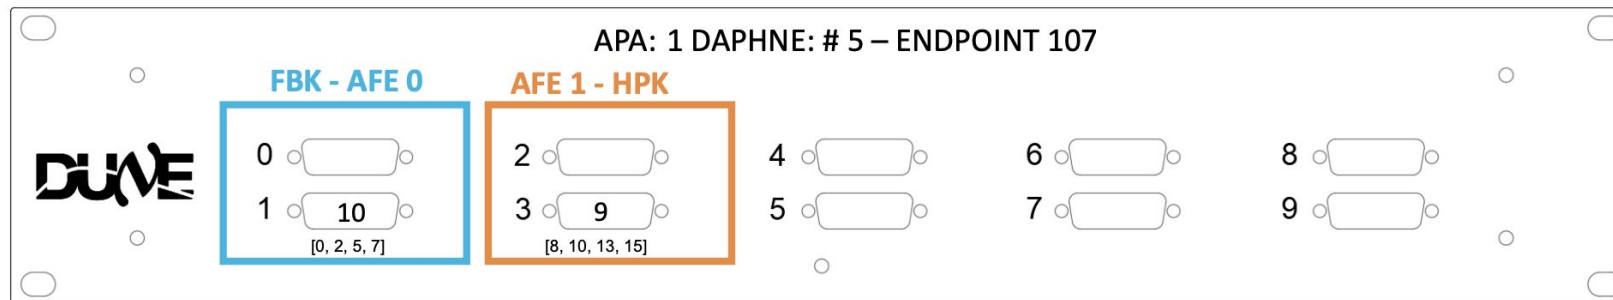 APA: 1 DAPHNE: # 5 – ENDPOINT 107
FBK - AFE 0
AFE 1 - HPK
DUNE
0
2
4
6
8
1
10
3
9
5
7
9
[0, 2, 5, 7]
[8, 10, 13, 15]